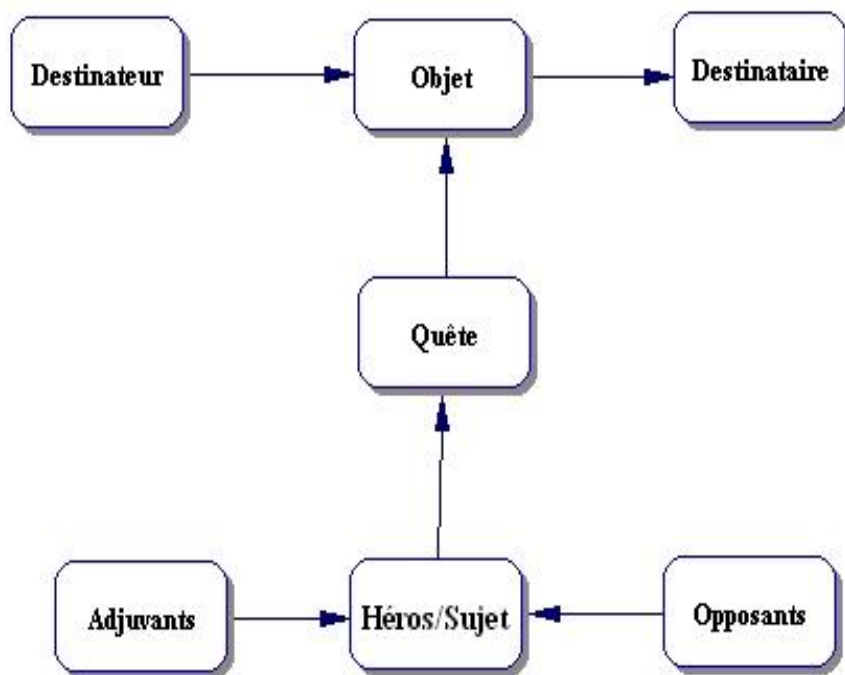 Destinateur
Objet
Destinataire
Quête
Adjuvants
Héros/Sujet
Opposants